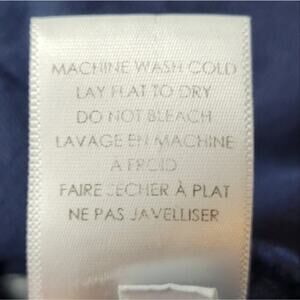 MACHINE WASH COLD
LAY FLAT TO DRY
DO NOT BLEACH
LAVAGE EN MACHINE
À FROID
FAIRE SECHER À PLAT
NE PAS JAVELLISER